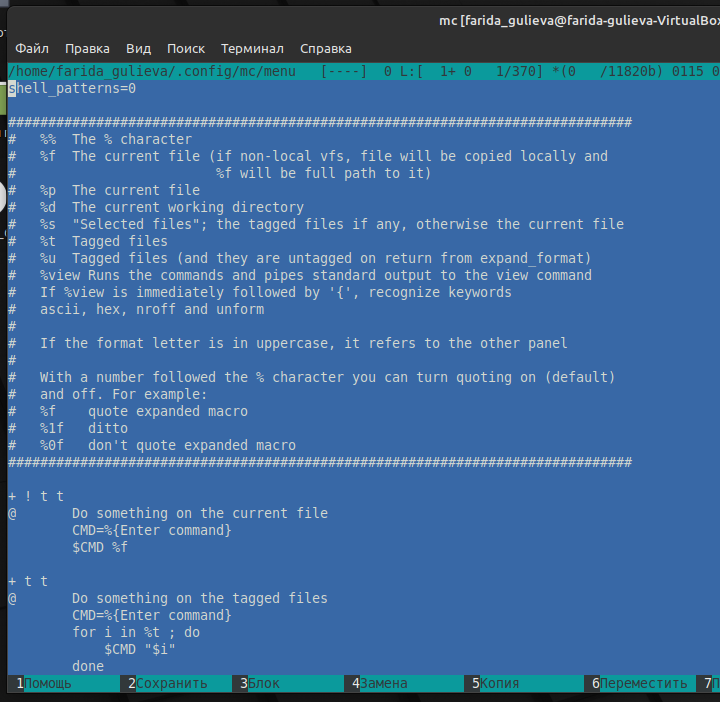 mc [farida_gulieva@farida-gulieva-VirtualBox
Файл Правка Вид Поиск Терминал Справка
/home/farida_gulieva/.config/mc/menu [----] 0 L:[ 1+ 0 1/370] *(0 /11820b) 0115 0
shell_patterns=0
##############################################################################
# %% The % character
# %f The current file (if non-local vfs, file will be copied locally and
# %f will be full path to it)
# %p The current file
# %d The current working directory
# %s "Selected files"; the tagged files if any, otherwise the current file
# %t Tagged files
# %u Tagged files (and they are untagged on return from expand_format)
# %view Runs the commands and pipes standard output to the view command
# If %view is immediately followed by '{', recognize keywords
# ascii, hex, nroff and unform
#
# If the format letter is in uppercase, it refers to the other panel
#
# With a number followed the % character you can turn quoting on (default)
# and off. For example:
# %f quote expanded macro
# %1f ditto
# %0f don't quote expanded macro
##############################################################################
+ ! t t
@ Do something on the current file
CMD=%{Enter command}
$CMD %f
+ t t
@ Do something on the tagged files
CMD=%{Enter command}
for i in %t ; do
$CMD "$i"
done
1Помощь 2Сохранить 3Блок 4Замена 5Копия 6Переместить 7П